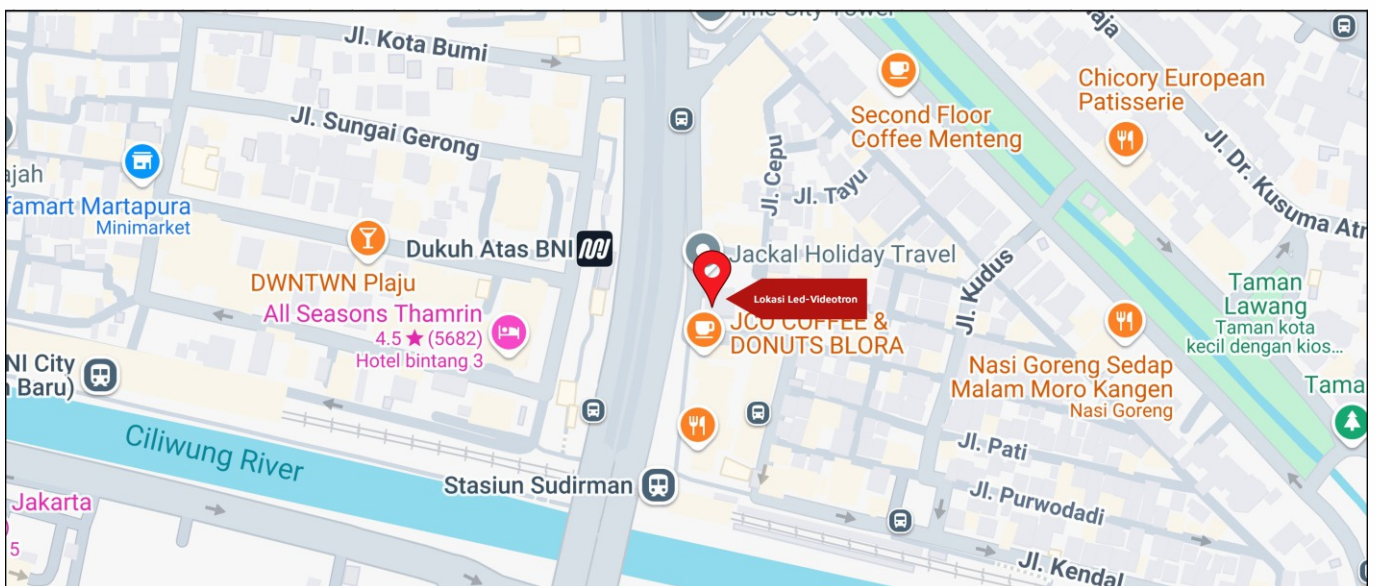 The City Tower
Jl. Kota Bumi
Jl. Sungai Gerong
Second Floor
Coffee Menteng
Chicory European
Patisserie
Jl. Dr. Kusuma Atr
ajah
famart Martapura
Minimarket
Jl. Cepu
Jl. Tayu
Dukuh Atas BNI
Jackal Holiday Travel
DWNTWN Plaju
All Seasons Thamrin
4.5 ★ (5682)
Hotel bintang 3
Lokasi Led-Videotron
JCO COFFEE &
DONUTS BLORA
Jl. Kudus
Taman
Lawang
Taman kota
kecil dengan kios...
NI City
Baru)
Nasi Goreng Sedap
Malam Moro Kangen
Nasi Goreng
Tama
Ciliwung River
Jl. Pati
Stasiun Sudirman
Jl. Purwodadi
Jakarta
5
Jl. Kendal